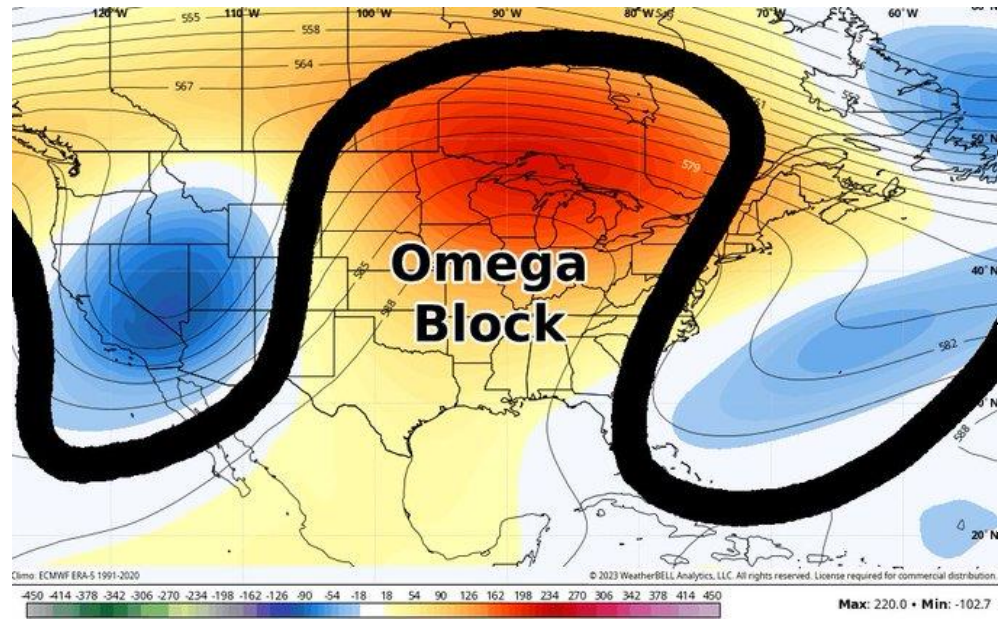 120°W 110°W 100°W 90°W 80°W 70°W 60°W
555
558
564
567
579
50°N
Omega
Block
40°N
585
588
582
588
20°N
Climo: ECMWF ERA-5 1991-2020
© 2023 WeatherBELL Analytics, LLC. All rights reserved. License required for commercial distribution.
-450 -414 -378 -342 -306 -270 -234 -198 -162 -126 -90 -54 -18 18 54 90 126 162 198 234 270 306 342 378 414 450
Max: 220.0 • Min: -102.7